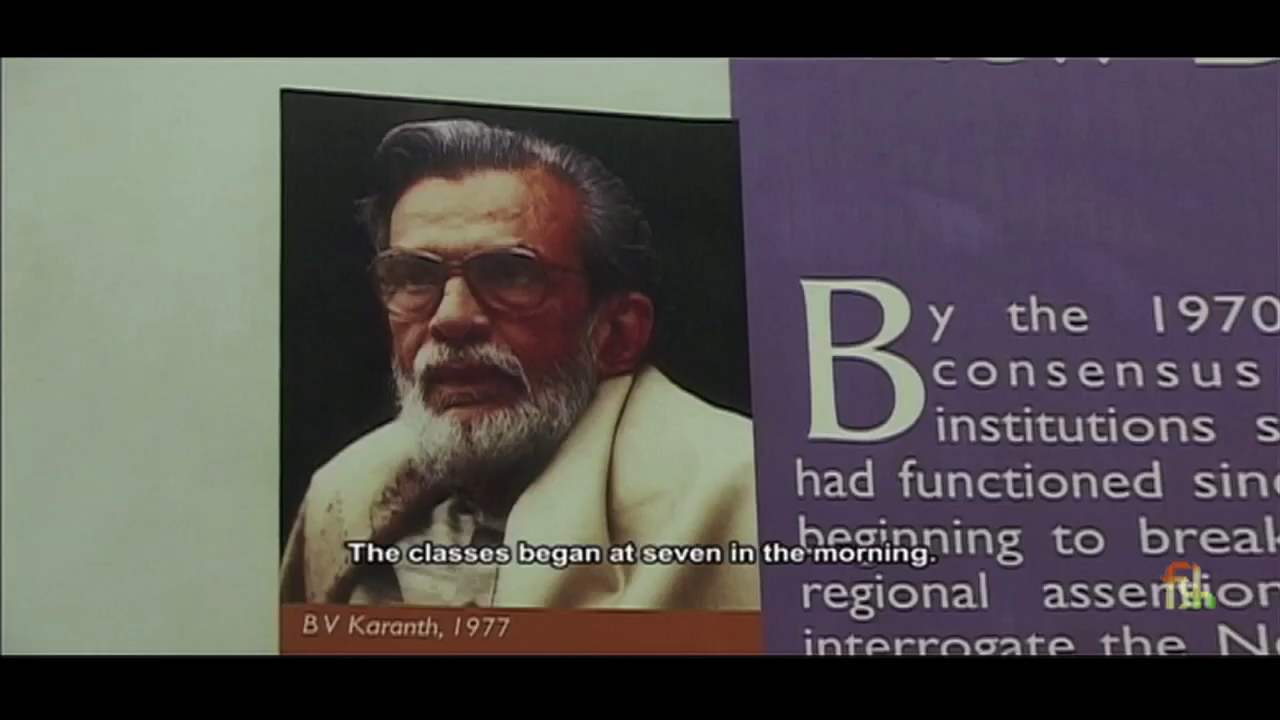 By the 1970
consensus
institutions s
had functioned sinc
beginning to break
regional assertion
interrogate the N
The classes began at seven in the morning.
B V Karanth, 1977